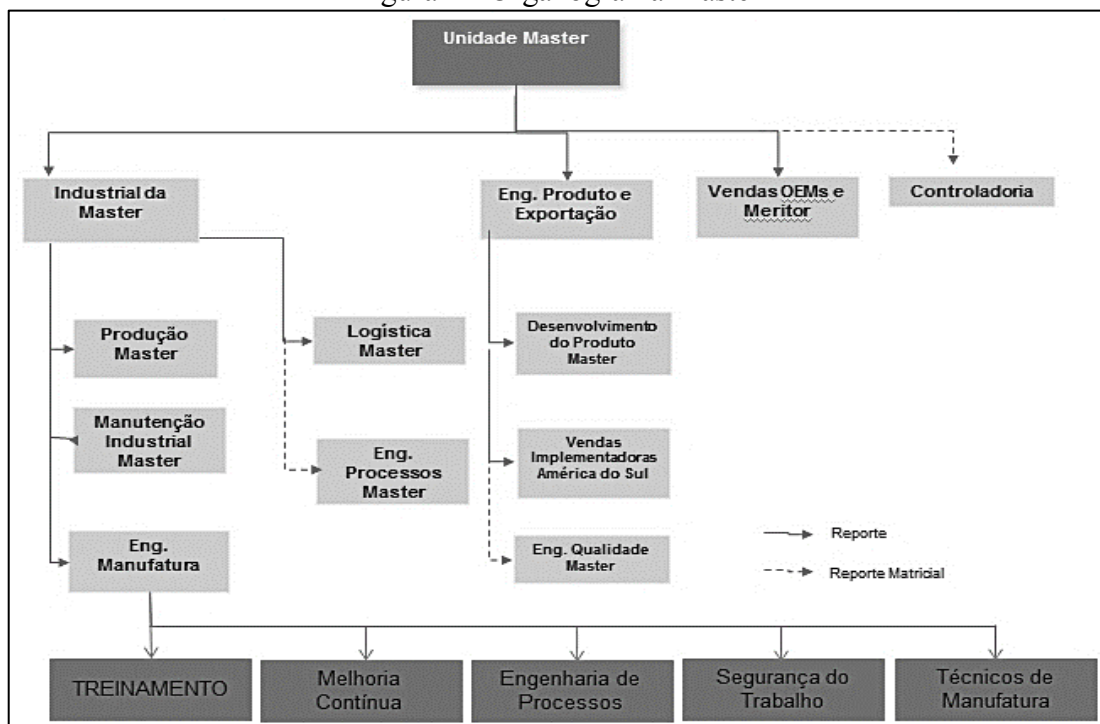 Unidade Master
Industrial da
Master
Eng. Produto e
Exportação
Vendas OEMs e
Meritor
Controladoria
Produção
Master
Logística
Master
Desenvolvimento
do Produto
Master
Manutenção
Industrial
Master
Eng.
Processos
Master
Vendas
Implementadoras
América do Sul
Eng.
Manufatura
Eng. Qualidade
Master
Reporte
Reporte Matricial
TREINAMENTO
Melhoria
Contínua
Engenharia de
Processos
Segurança do
Trabalho
Técnicos de
Manufatura